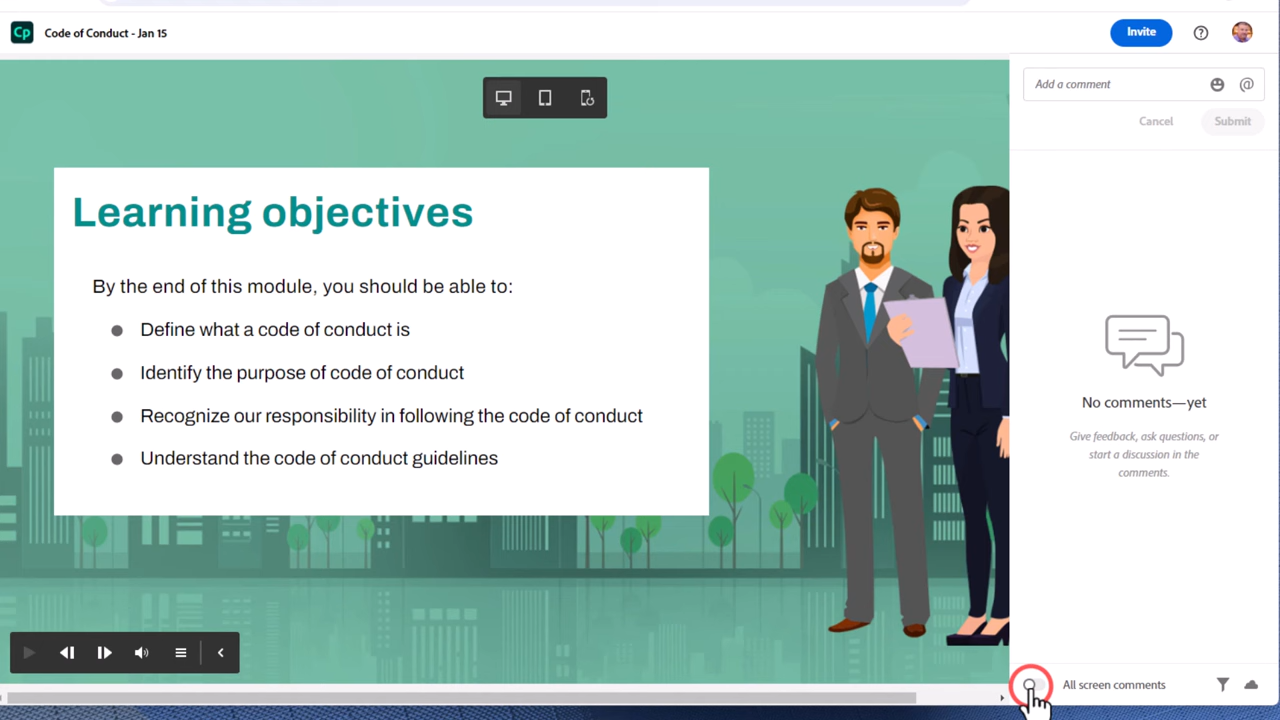 Cp Code of Conduct - Jan 15
Invite
Add a comment
Cancel Submit
Learning objectives
By the end of this module, you should be able to:
Define what a code of conduct is
Identify the purpose of code of conduct
Recognize our responsibility in following the code of conduct
Understand the code of conduct guidelines
No comments—yet
Give feedback, ask questions, or
start a discussion in the
comments.
All screen comments